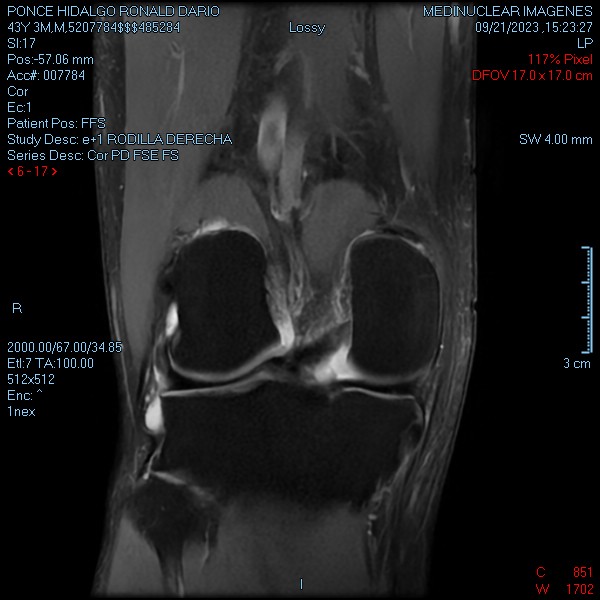 PONCE HIDALGO RONALD DARIO
43Y 3M,M,5207784$$$485284
Sl:17
Pos:-57.06 mm
Acc#: 007784
Cor
Ec:1
Patient Pos: FFS
Study Desc: e+1 RODILLA DERECHA
Series Desc: Cor PD FSE FS
< 6 - 17 >
Lossy
MEDINUCLEAR IMAGENES
09/21/2023 ,15:23:27
LP
117% Pixel
DFOV 17.0 x 17.0 cm
SW 4.00 mm
R
2000.00/67.00/34.85
Etl:7 TA:100.00
512x512
Enc: ^
1nex
3 cm
I
C 851
W 1702